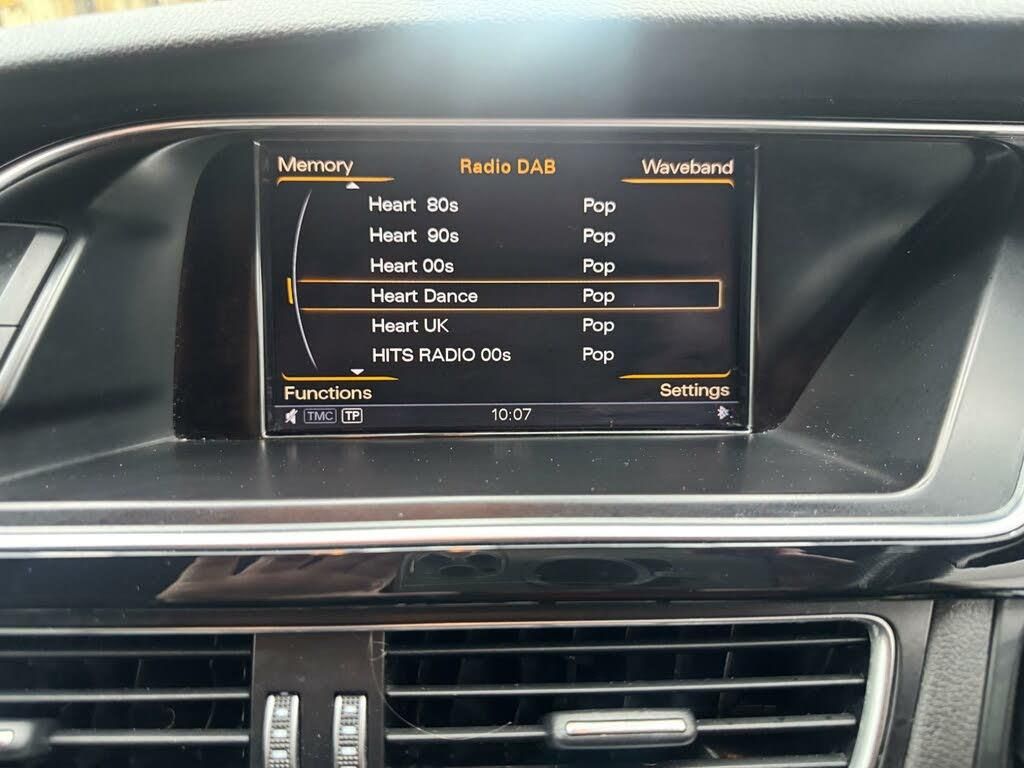 Memory Radio DAB Waveband
Heart 80s Pop
Heart 90s Pop
Heart 00s Pop
Heart Dance Pop
Heart UK Pop
HITS RADIO 00s Pop
Functions Settings
TMC TP 10:07